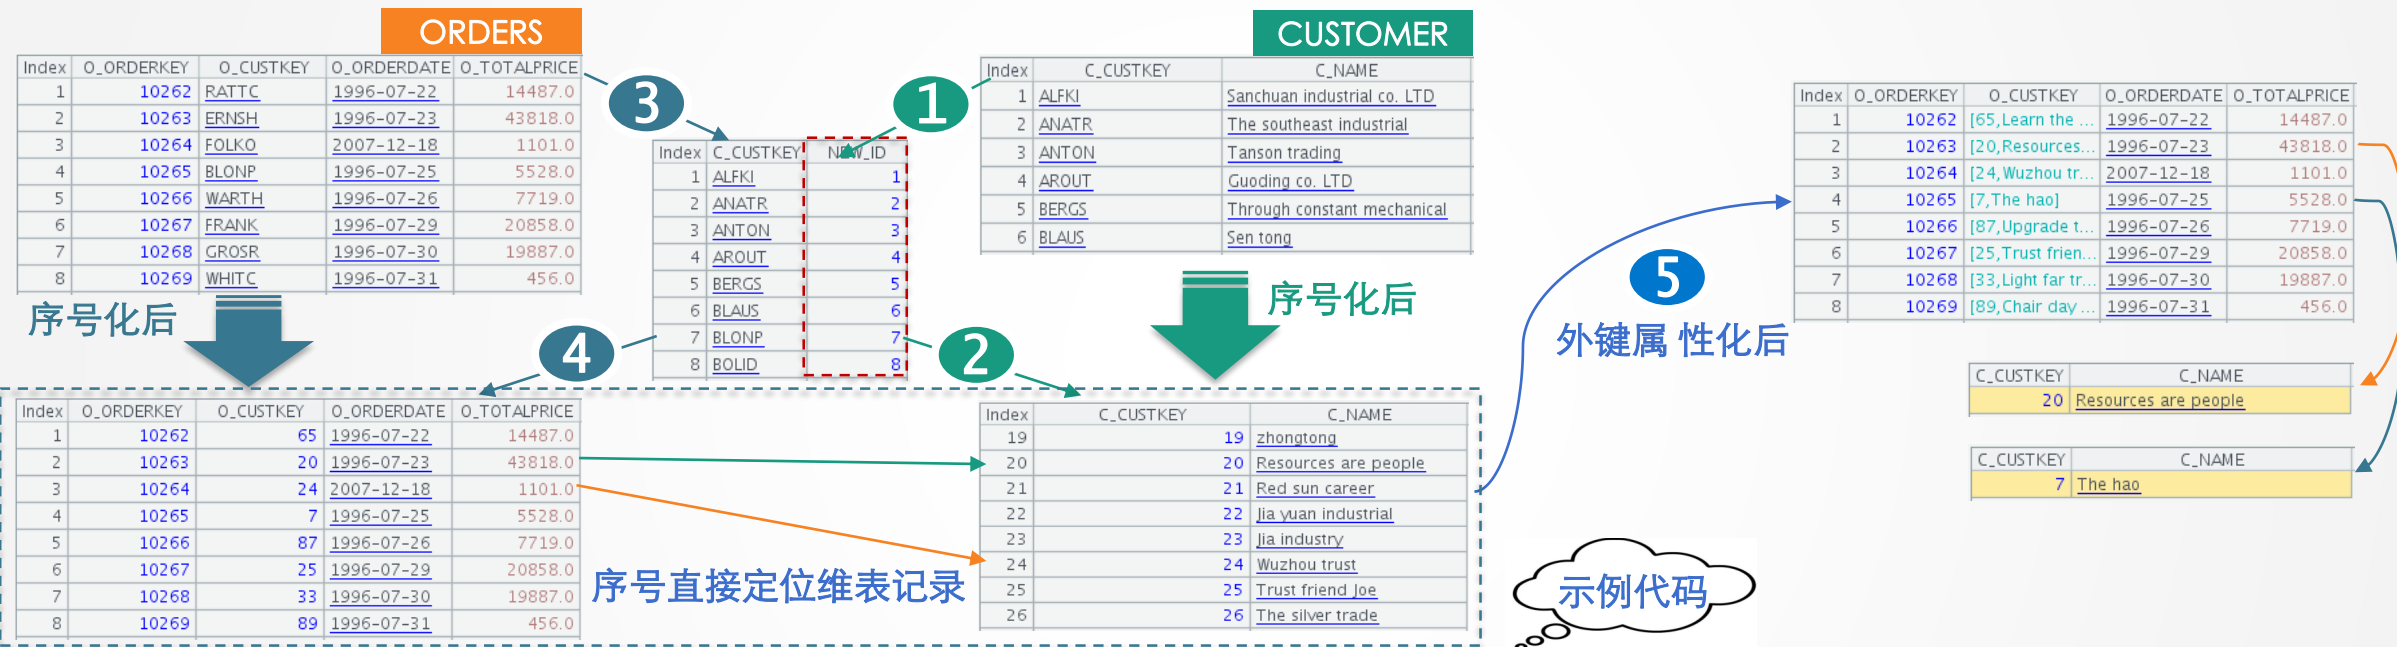 ORDERS
Index O_ORDERKEY O_CUSTKEY O_ORDERDATE O_TOTALPRICE
1 10262 RATTC 1996-07-22 14487.0
2 10263 ERNSH 1996-07-23 43818.0
3 10264 FOLKO 2007-12-18 1101.0
4 10265 BLONP 1996-07-25 5528.0
5 10266 WARTH 1996-07-26 7719.0
6 10267 FRANK 1996-07-29 20858.0
7 10268 GROSR 1996-07-30 19887.0
8 10269 WHITC 1996-07-31 456.0
序号化后
3
1
Index C_CUSTKEY NEW_ID
1 ALFKI 1
2 ANATR 2
3 ANTON 3
4 AROUT 4
5 BERGS 5
6 BLAUS 6
7 BLONP 7
8 BOLID 8
4
2
CUSTOMER
Index C_CUSTKEY C_NAME
1 ALFKI Sanchuan industrial co. LTD
2 ANATR The southeast industrial
3 ANTON Tanson trading
4 AROUT Guoding co. LTD
5 BERGS Through constant mechanical
6 BLAUS Sen tong
序号化后
Index O_ORDERKEY O_CUSTKEY O_ORDERDATE O_TOTALPRICE
1 10262 65 1996-07-22 14487.0
2 10263 20 1996-07-23 43818.0
3 10264 24 2007-12-18 1101.0
4 10265 7 1996-07-25 5528.0
5 10266 87 1996-07-26 7719.0
6 10267 25 1996-07-29 20858.0
7 10268 33 1996-07-30 19887.0
8 10269 89 1996-07-31 456.0
序号直接定位维表记录
Index C_CUSTKEY C_NAME
19 19 zhongtong
20 20 Resources are people
21 21 Red sun career
22 22 Jia yuan industrial
23 23 Jia industry
24 24 Wuzhou trust
25 25 Trust friend Joe
26 26 The silver trade
5
外键属 性化后
Index O_ORDERKEY O_CUSTKEY O_ORDERDATE O_TOTALPRICE
1 10262 [65,Learn the ... 1996-07-22 14487.0
2 10263 [20,Resources... 1996-07-23 43818.0
3 10264 [24,Wuzhou tr... 2007-12-18 1101.0
4 10265 [7,The hao] 1996-07-25 5528.0
5 10266 [87,Upgrade t... 1996-07-26 7719.0
6 10267 [25,Trust frien... 1996-07-29 20858.0
7 10268 [33,Light far tr... 1996-07-30 19887.0
8 10269 [89,Chair day ... 1996-07-31 456.0
C_CUSTKEY C_NAME
20 Resources are people
C_CUSTKEY C_NAME
7 The hao
示例代码